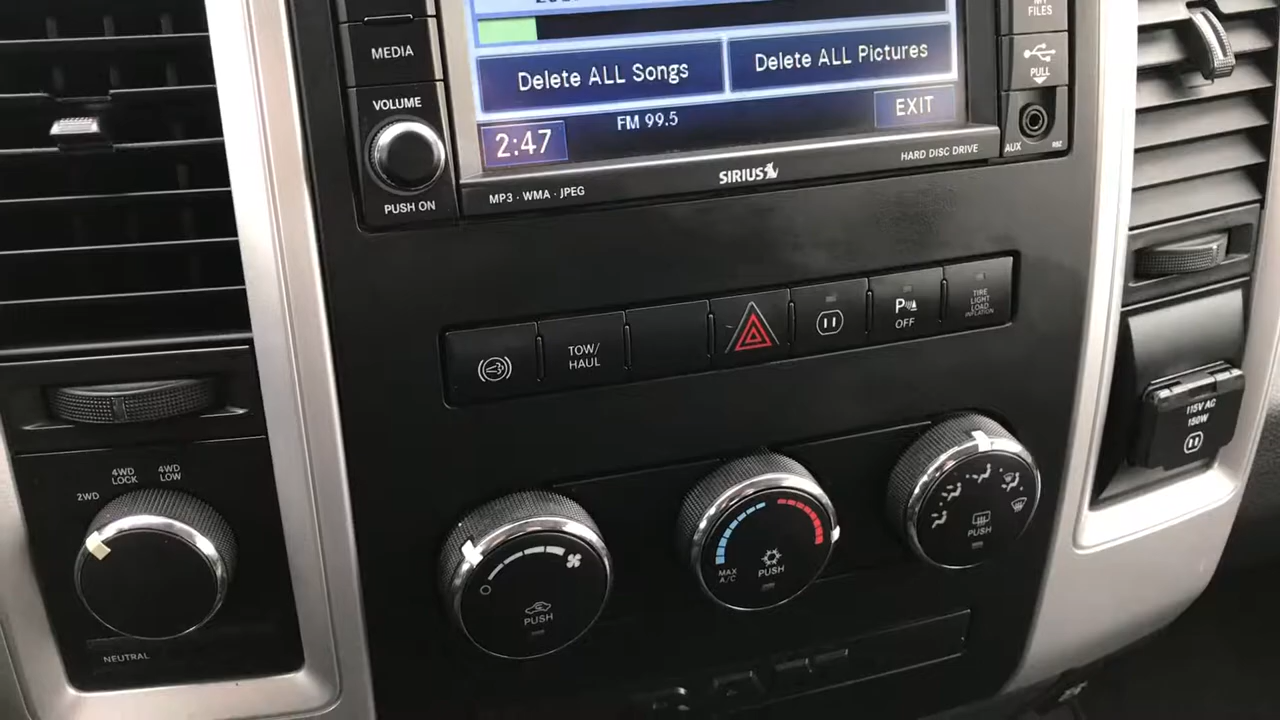 MEDIA
VOLUME
PUSH ON
Delete ALL Songs
Delete ALL Pictures
2:47
FM 99.5
EXIT
MP3 · WMA · JPEG
SIRIUS
HARD DISC DRIVE
MY
FILES
PULL
AUX
RBZ
TOW/
HAUL
P
OFF
TIRE
LIGHT
LOAD
INFLATION
115V AC
150W
2WD
4WD
LOCK
4WD
LOW
NEUTRAL
PUSH
MAX
A/C
PUSH
PUSH